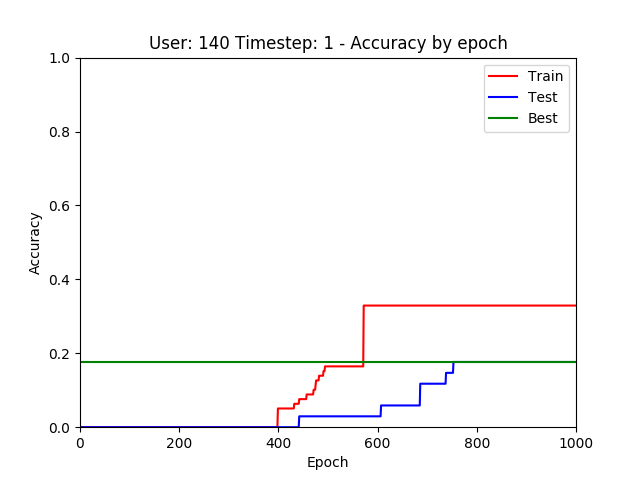 User: 140 Timestep: 1 - Accuracy by epoch
1.0
0.8
0.6
0.4
0.2
0.0
Accuracy
Train
Test
Best
0 200 400 600 800 1000
Epoch